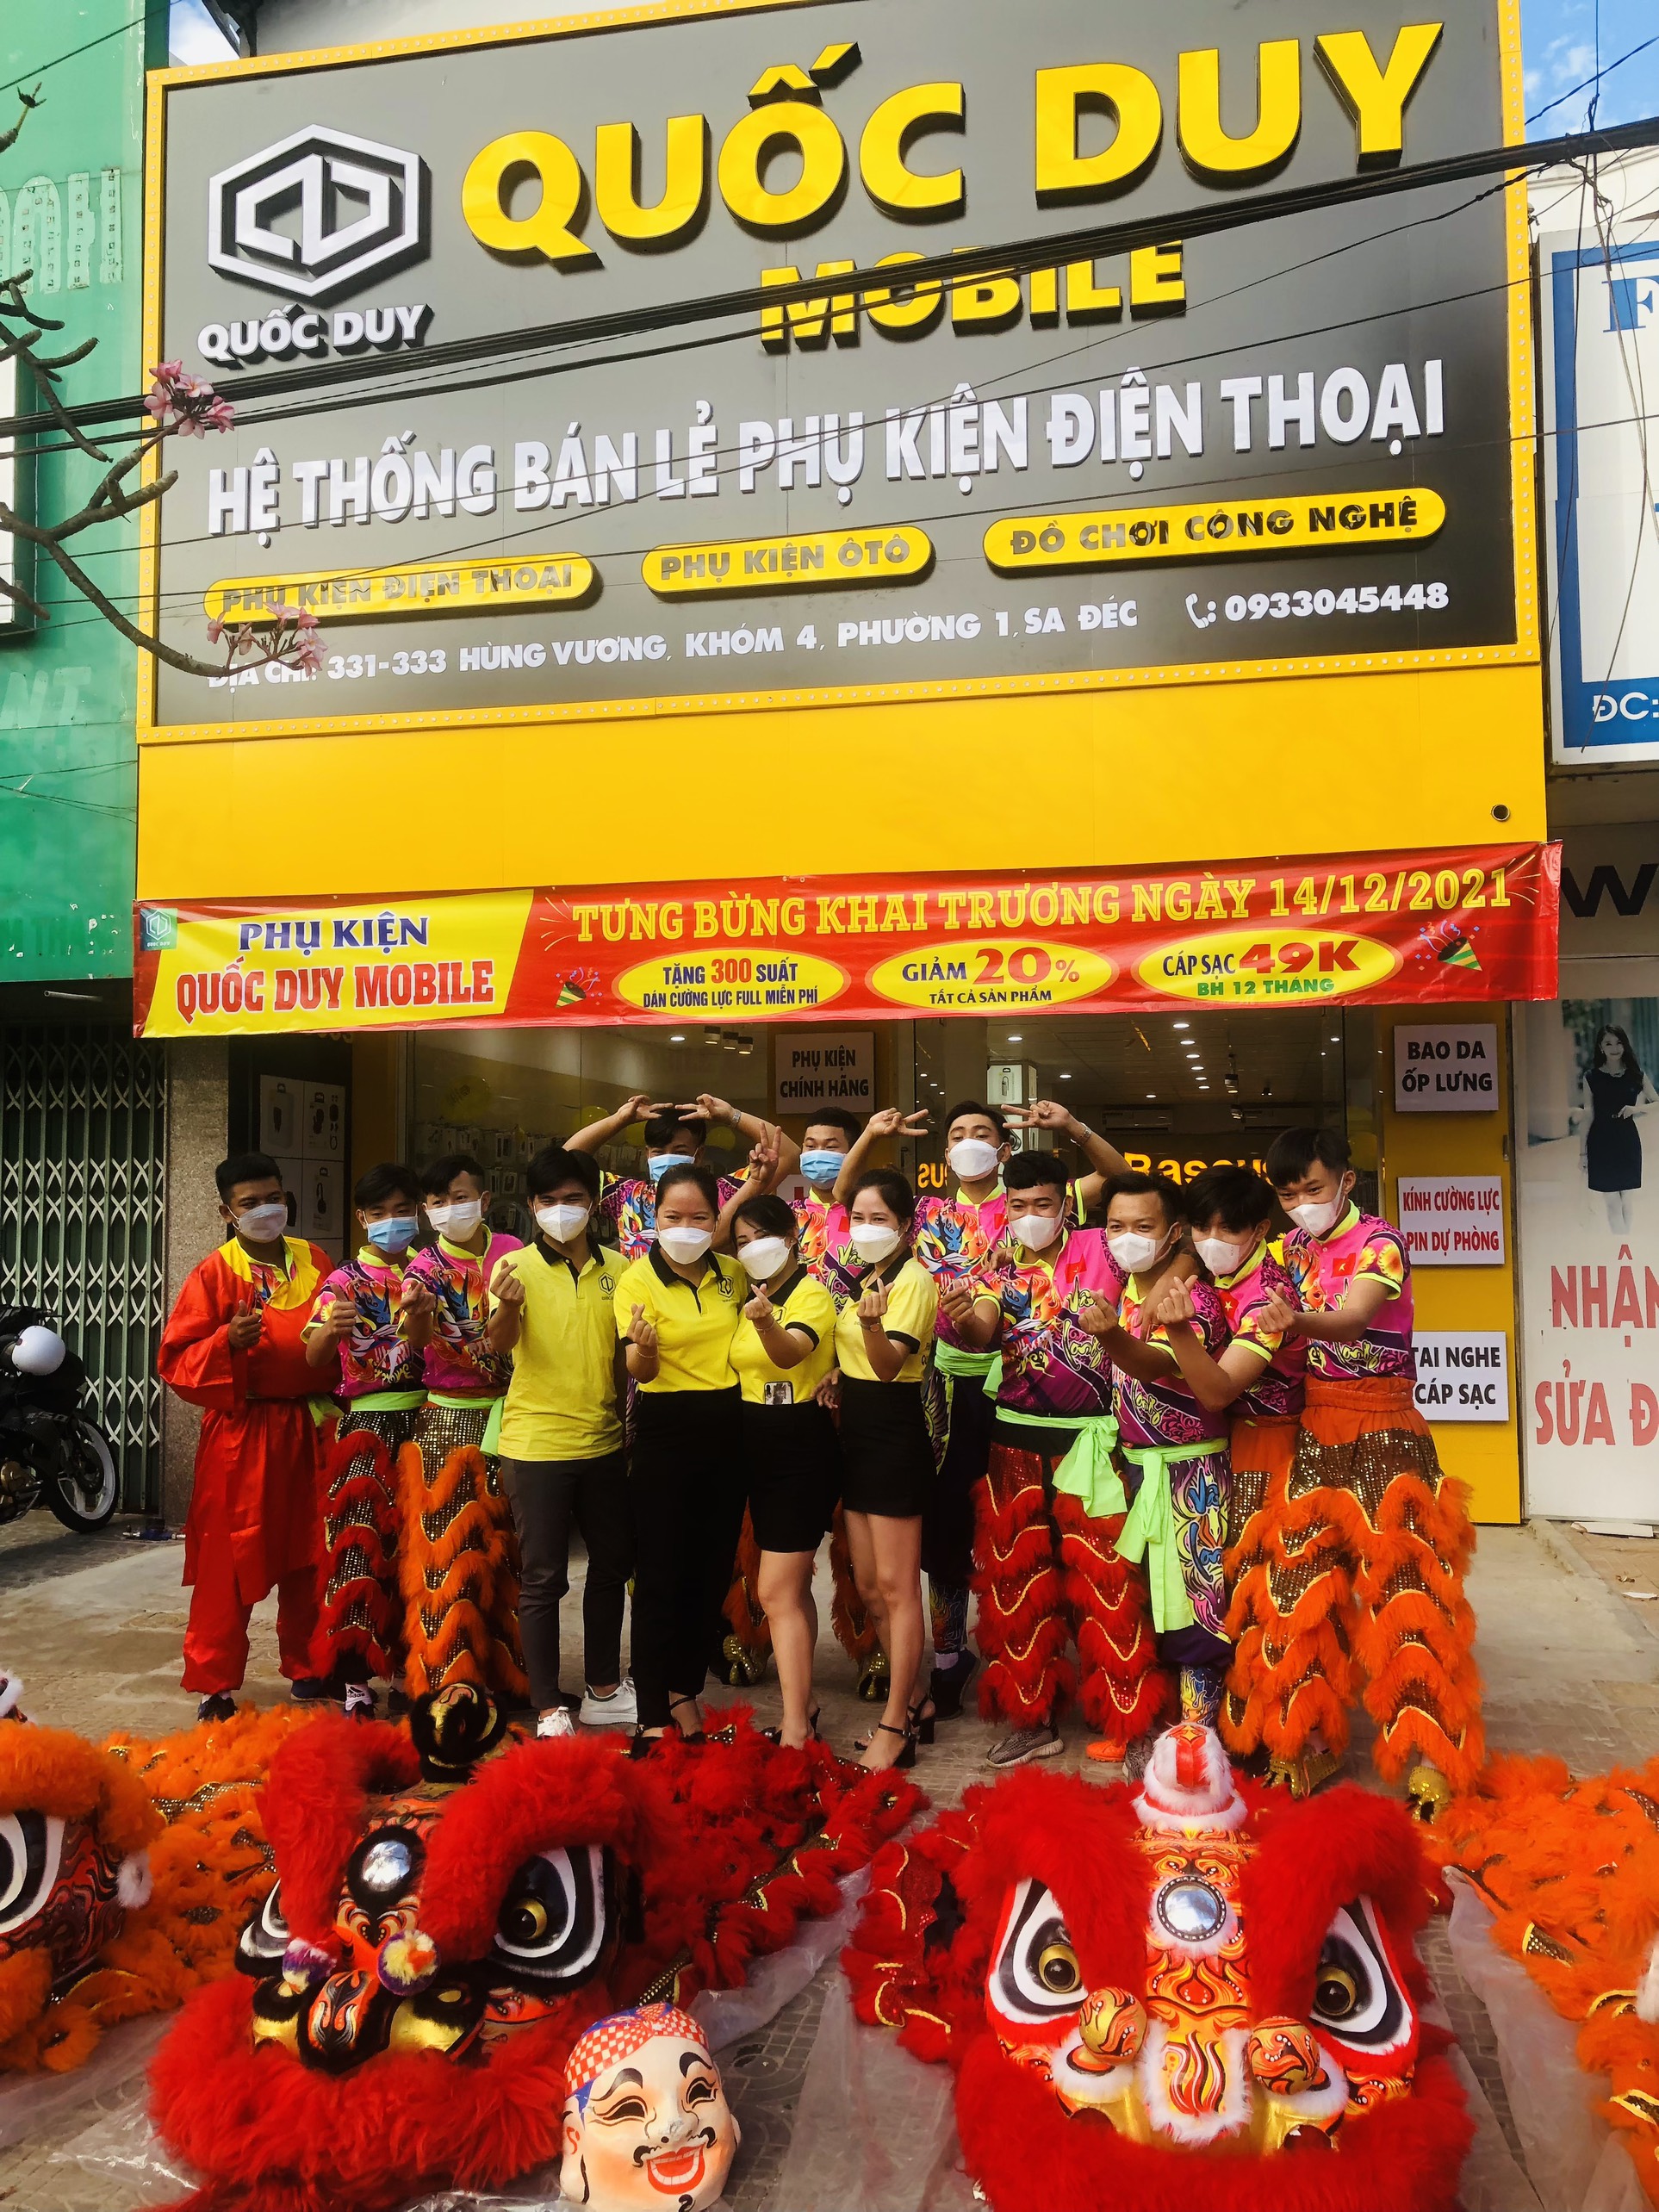 QUỐC DUY
MOBILE
QUỐC DUY
HỆ THỐNG BÁN LẺ PHỤ KIỆN ĐIỆN THOẠI
PHỤ KIỆN ĐIỆN THOẠI
PHỤ KIỆN ÔTÔ
ĐỒ CHƠI CÔNG NGHỆ
ĐỊA CHỈ: 331-333 HÙNG VƯƠNG, KHÓM 4, PHƯỜNG 1, SA ĐÉC
: 0933045448
ĐC:
PHỤ KIỆN
QUỐC DUY MOBILE
TƯNG BỪNG KHAI TRƯƠNG NGÀY 14/12/2021
TẶNG 300 SUẤT
DÁN CƯỜNG LỰC FULL MIỄN PHÍ
GIẢM 20%
TẤT CẢ SẢN PHẨM
CÁP SẠC 49K
BH 12 THÁNG
PHỤ KIỆN
CHÍNH HÃNG
BAO DA
ỐP LƯNG
KÍNH CƯỜNG LỰC
PIN DỰ PHÒNG
TAI NGHE
CÁP SẠC
NHẬN
SỬA Đ